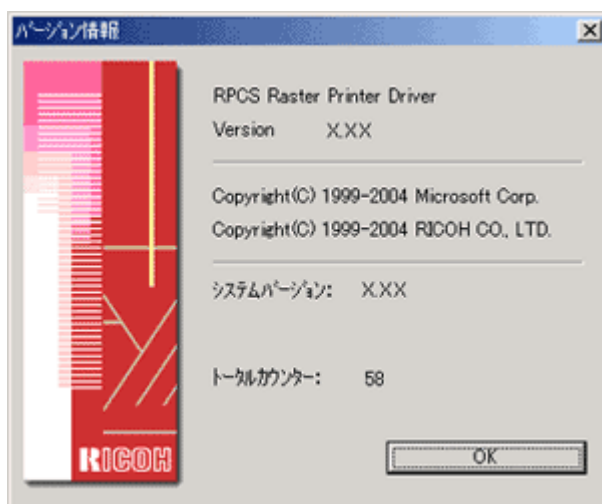 ﾊﾞｰｼﾞｮﾝ情報
RPCS Raster Printer Driver
Version X.XX
Copyright(C) 1999-2004 Microsoft Corp.
Copyright(C) 1999-2004 RICOH CO., LTD.
ｼｽﾃﾑﾊﾞｰｼﾞｮﾝ: X.XX
ﾄｰﾀﾙｶｳﾝﾀｰ: 58
RICOH
OK